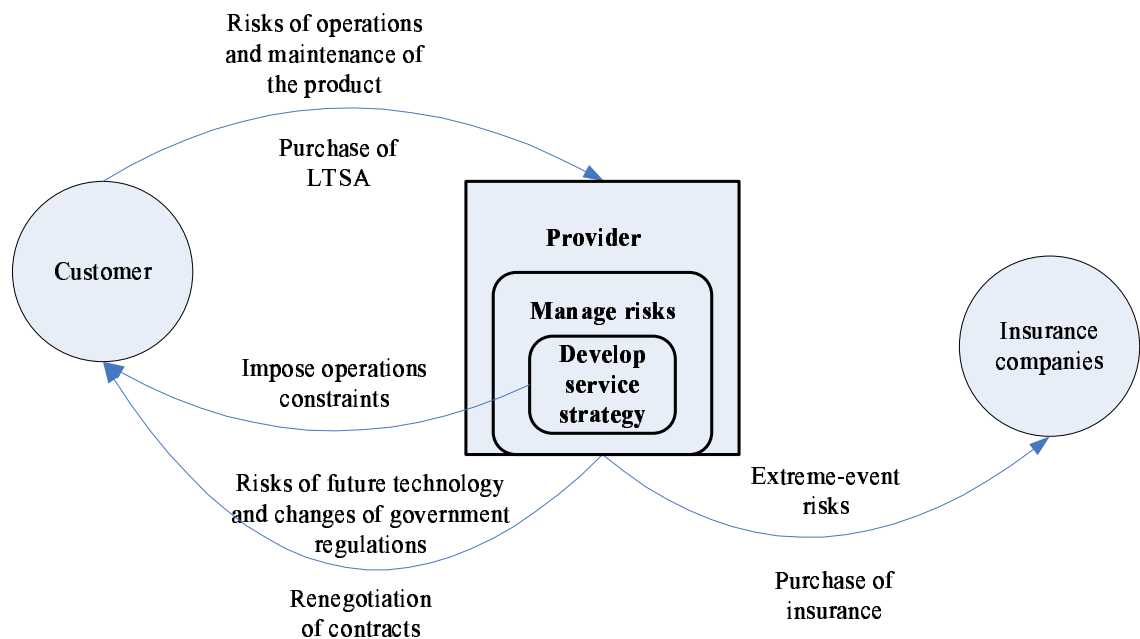 Risks of operations
and maintenance of
the product
Purchase of
LTSA
Customer
Provider
Manage risks
Develop
service
strategy
Insurance
companies
Impose operations
constraints
Risks of future technology
and changes of government
regulations
Renegotiation
of contracts
Extreme-event
risks
Purchase of
insurance